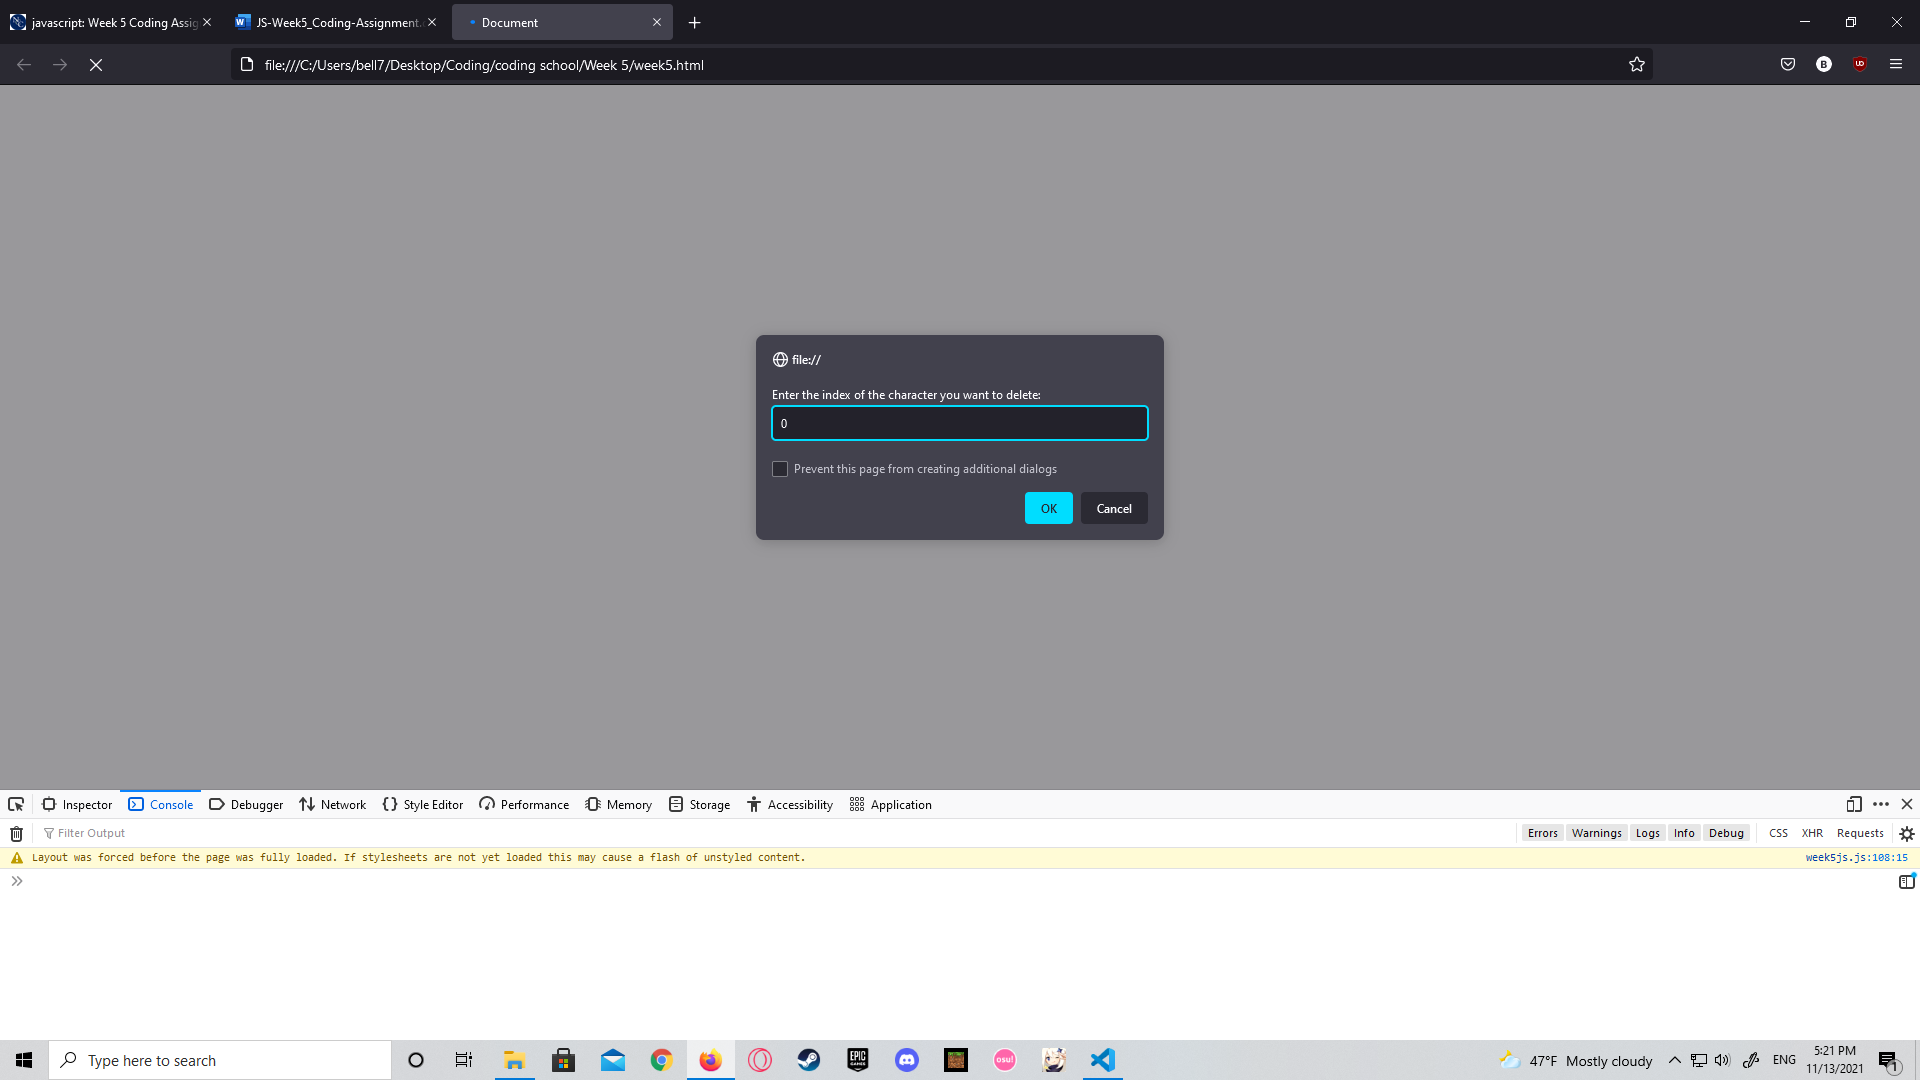 javascript: Week 5 Coding Assig
JS-Week5_Coding-Assignment.
Document
file:///C:/Users/bell7/Desktop/Coding/coding school/Week 5/week5.html
B
file://
Enter the index of the character you want to delete:
0
Prevent this page from creating additional dialogs
OK Cancel
Inspector Console Debugger Network Style Editor Performance Memory Storage Accessibility Application
Filter Output Errors Warnings Logs Info Debug CSS XHR Requests
Layout was forced before the page was fully loaded. If stylesheets are not yet loaded this may cause a flash of unstyled content. week5js.js:108:15
Type here to search
EPIC GAMES
osu!
47°F Mostly cloudy
ENG
5:21 PM
11/13/2021
1